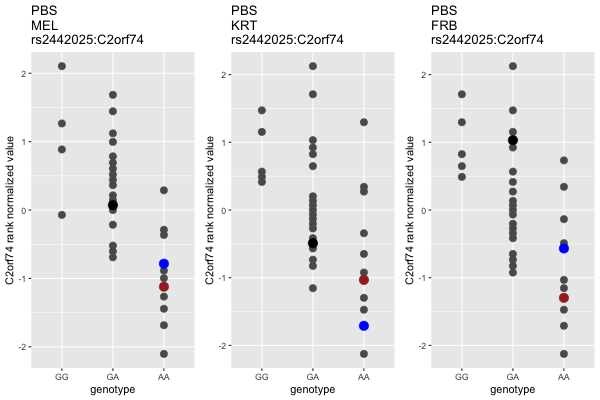 PBS
MEL
rs2442025:C2orf74
C2orf74 rank normalized value
2
1
0
-1
-2
GG
GA
AA
genotype
PBS
KRT
rs2442025:C2orf74
C2orf74 rank normalized value
2
1
0
-1
-2
GG
GA
AA
genotype
PBS
FRB
rs2442025:C2orf74
C2orf74 rank normalized value
2
1
0
-1
-2
GG
GA
AA
genotype